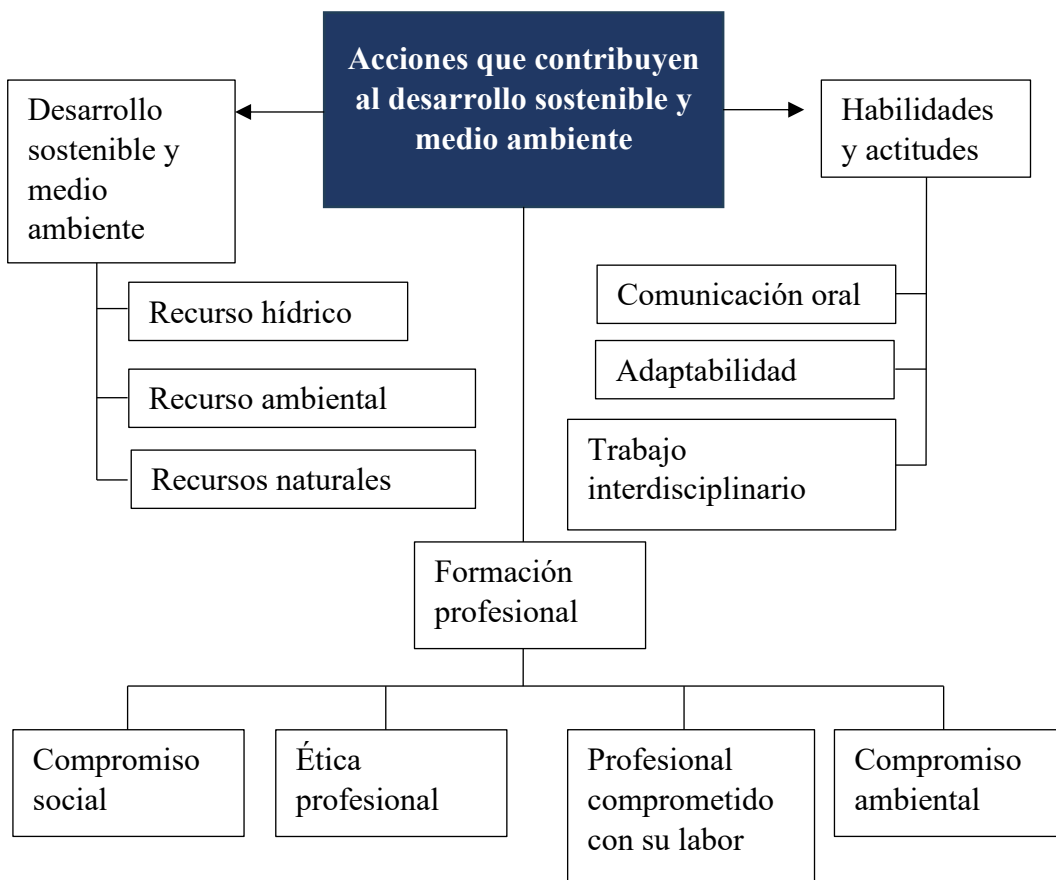 Acciones que contribuyen
al desarrollo sostenible y
medio ambiente
Desarrollo
sostenible y
medio
ambiente
Recurso hídrico
Recurso ambiental
Recursos naturales
Habilidades
y actitudes
Comunicación oral
Adaptabilidad
Trabajo
interdisciplinario
Formación
profesional
Compromiso
social
Ética
profesional
Profesional
comprometido
con su labor
Compromiso
ambiental